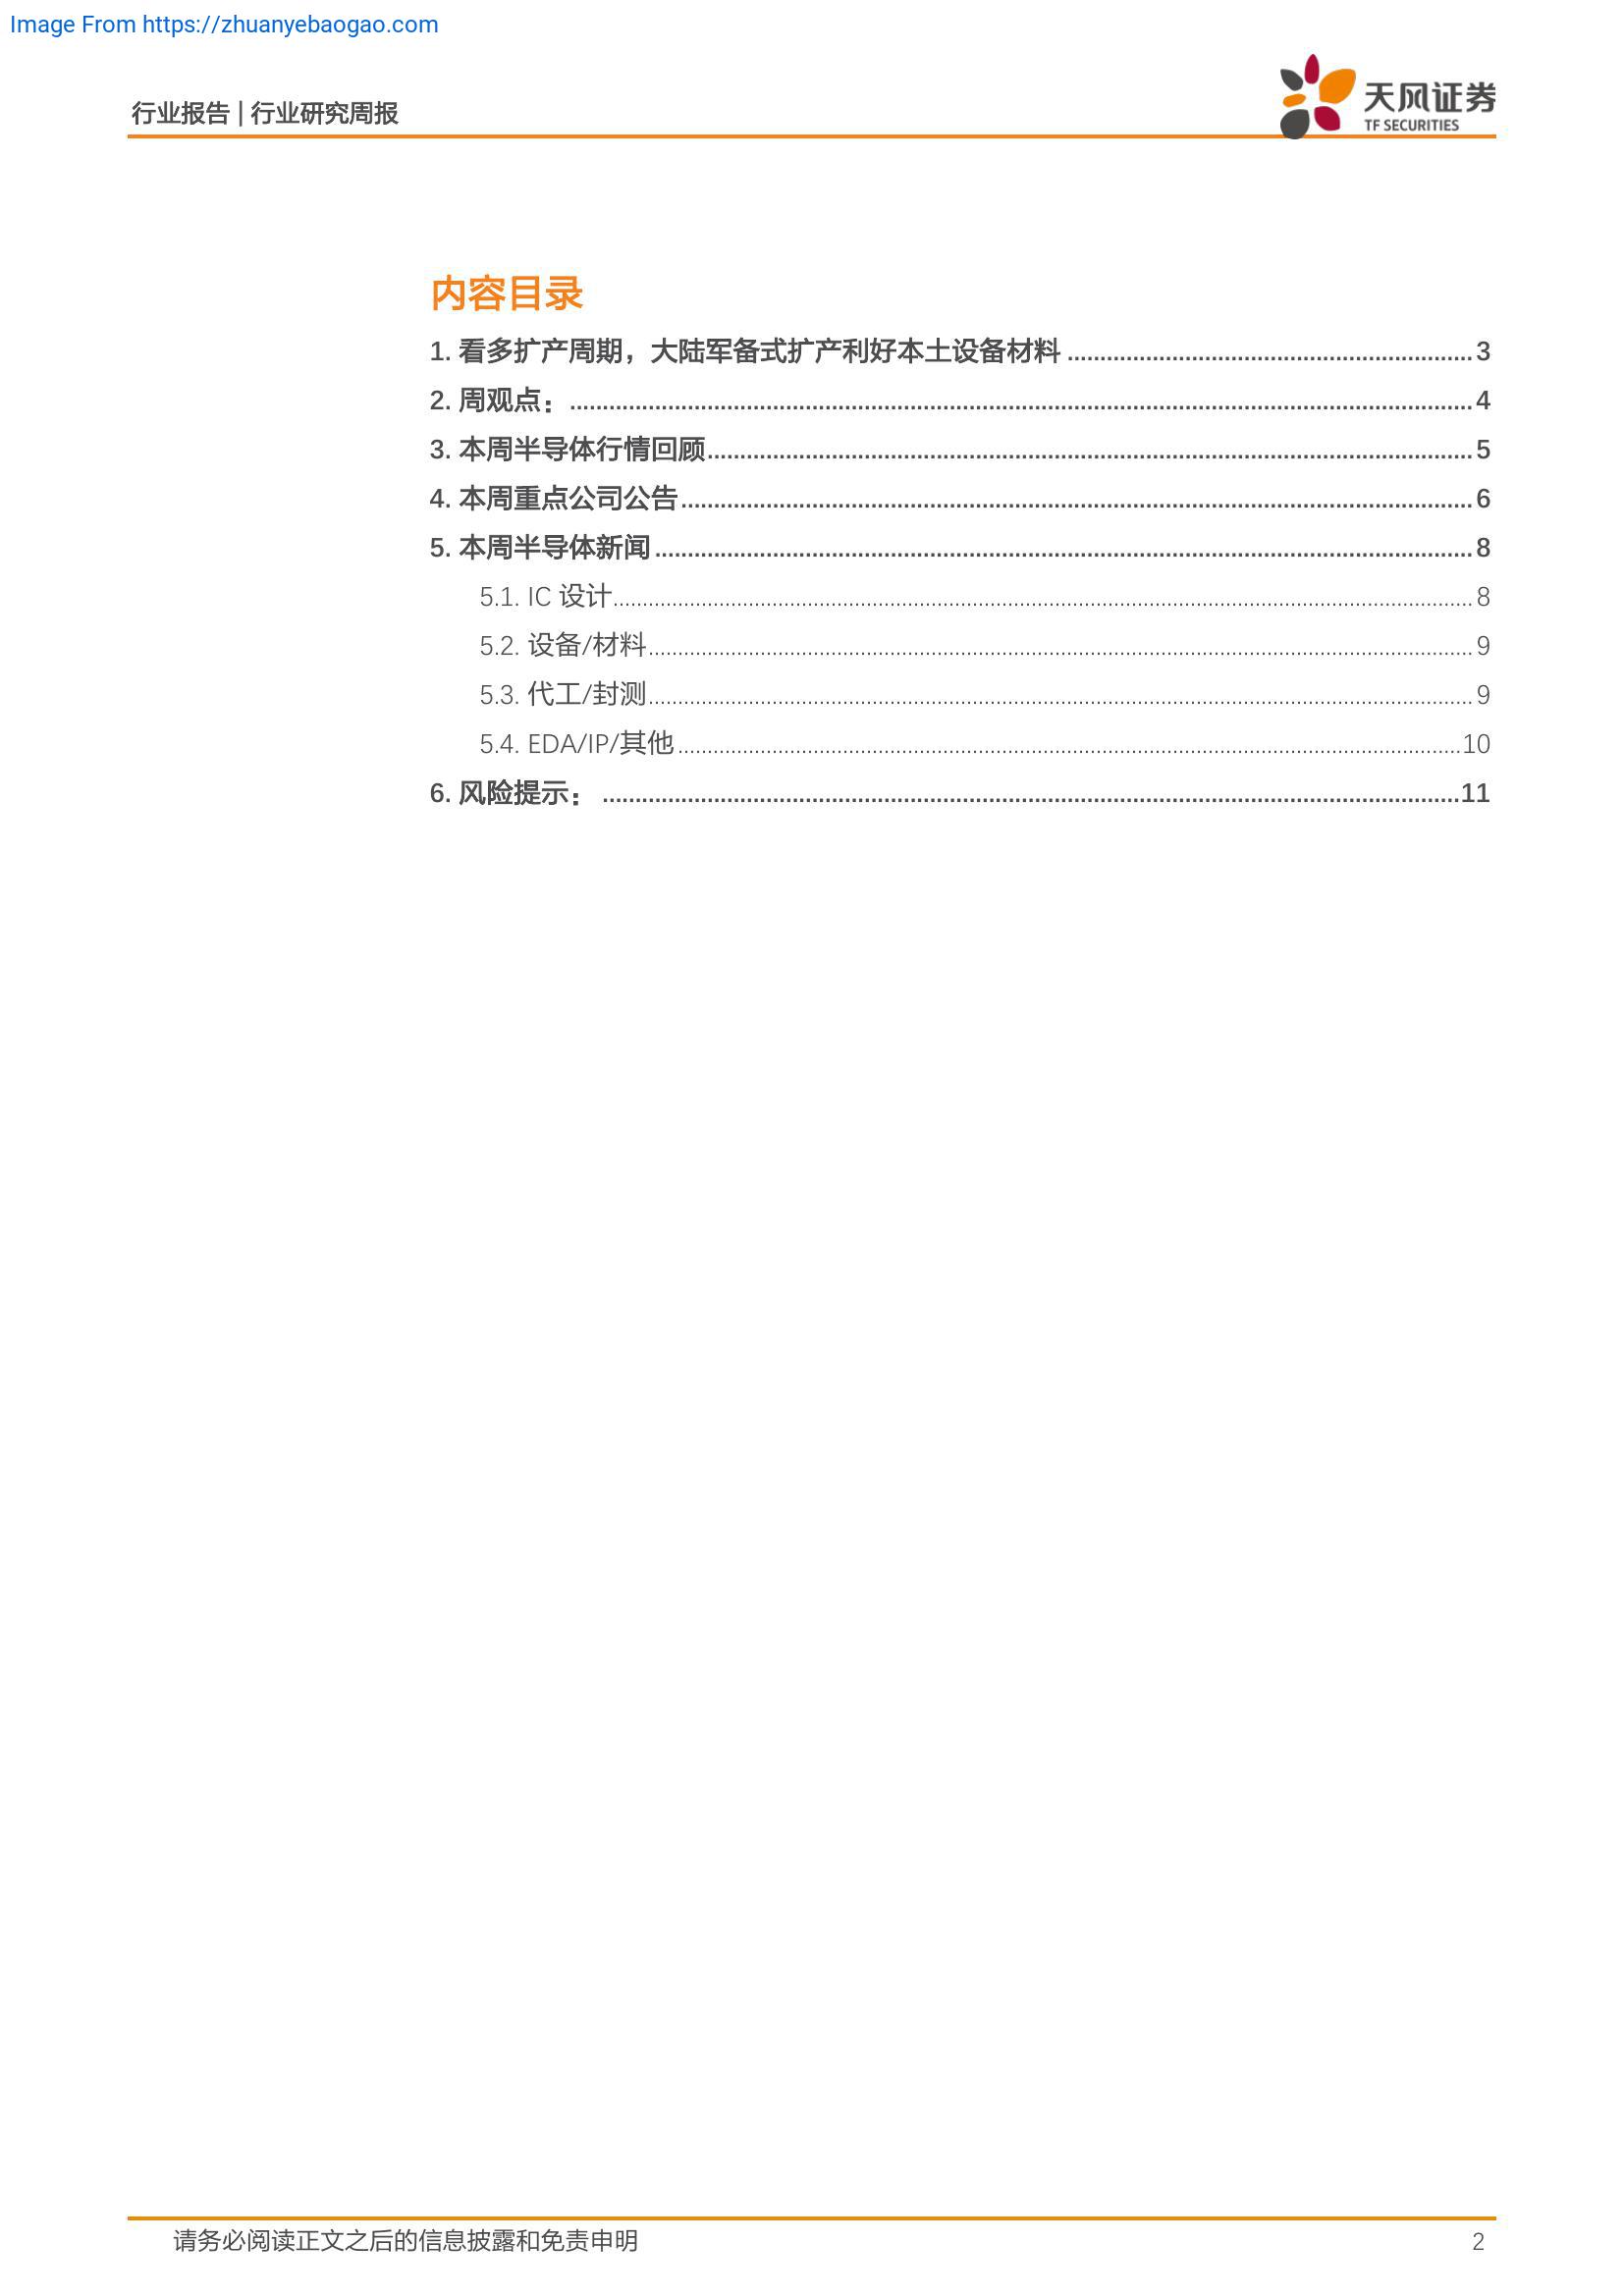 Image From https://zhuanyebaogao.com
行业报告 | 行业研究周报
天风证券
TF SECURITIES
内容目录
1. 看多扩产周期，大陆军备式扩产利好本土设备材料 3
2. 周观点： 4
3. 本周半导体行情回顾 5
4. 本周重点公司公告 6
5. 本周半导体新闻 8
5.1. IC 设计 8
5.2. 设备/材料 9
5.3. 代工/封测 9
5.4. EDA/IP/其他 10
6. 风险提示： 11
请务必阅读正文之后的信息披露和免责申明 2